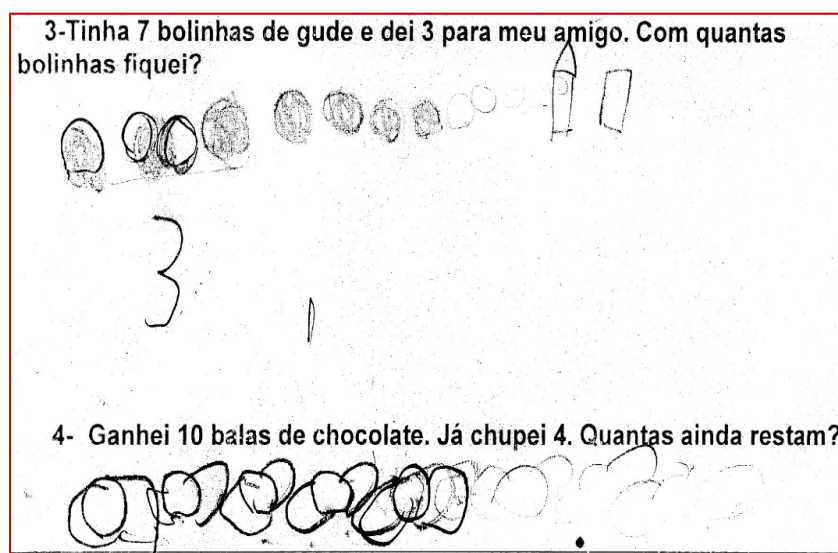 3-Tinha 7 bolinhas de gude e dei 3 para meu amigo. Com quantas
bolinhas fiquei?
3
4- Ganhei 10 balas de chocolate. Já chupei 4. Quantas ainda restam?